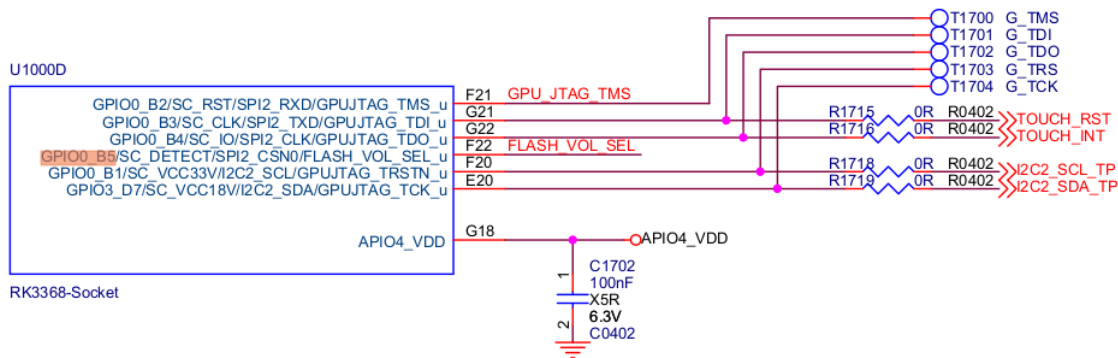 T1700 G_TMS
T1701 G_TDI
T1702 G_TDO
T1703 G_TRS
T1704 G_TCK
U1000D
GPIO0_B2/SC_RST/SPI2_RXD/GPUJTAG_TMS_u F21 GPU_JTAG_TMS
GPIO0_B3/SC_CLK/SPI2_TXD/GPUJTAG_TDI_u G21 R1715 0R R0402 TOUCH_RST
GPIO0_B4/SC_IO/SPI2_CLK/GPUJTAG_TDO_u G22 R1716 0R R0402 TOUCH_INT
GPIO0_B5/SC_DETECT/SPI2_CSN0/FLASH_VOL_SEL_u F22 FLASH_VOL_SEL
GPIO0_B1/SC_VCC33V/I2C2_SCL/GPUJTAG_TRSTN_u F20 R1718 0R R0402 I2C2_SCL_TP
GPIO3_D7/SC_VCC18V/I2C2_SDA/GPUJTAG_TCK_u E20 R1719 0R R0402 I2C2_SDA_TP
APIO4_VDD G18 APIO4_VDD
RK3368-Socket
C1702
1 100nF
X5R
6.3V
2 C0402